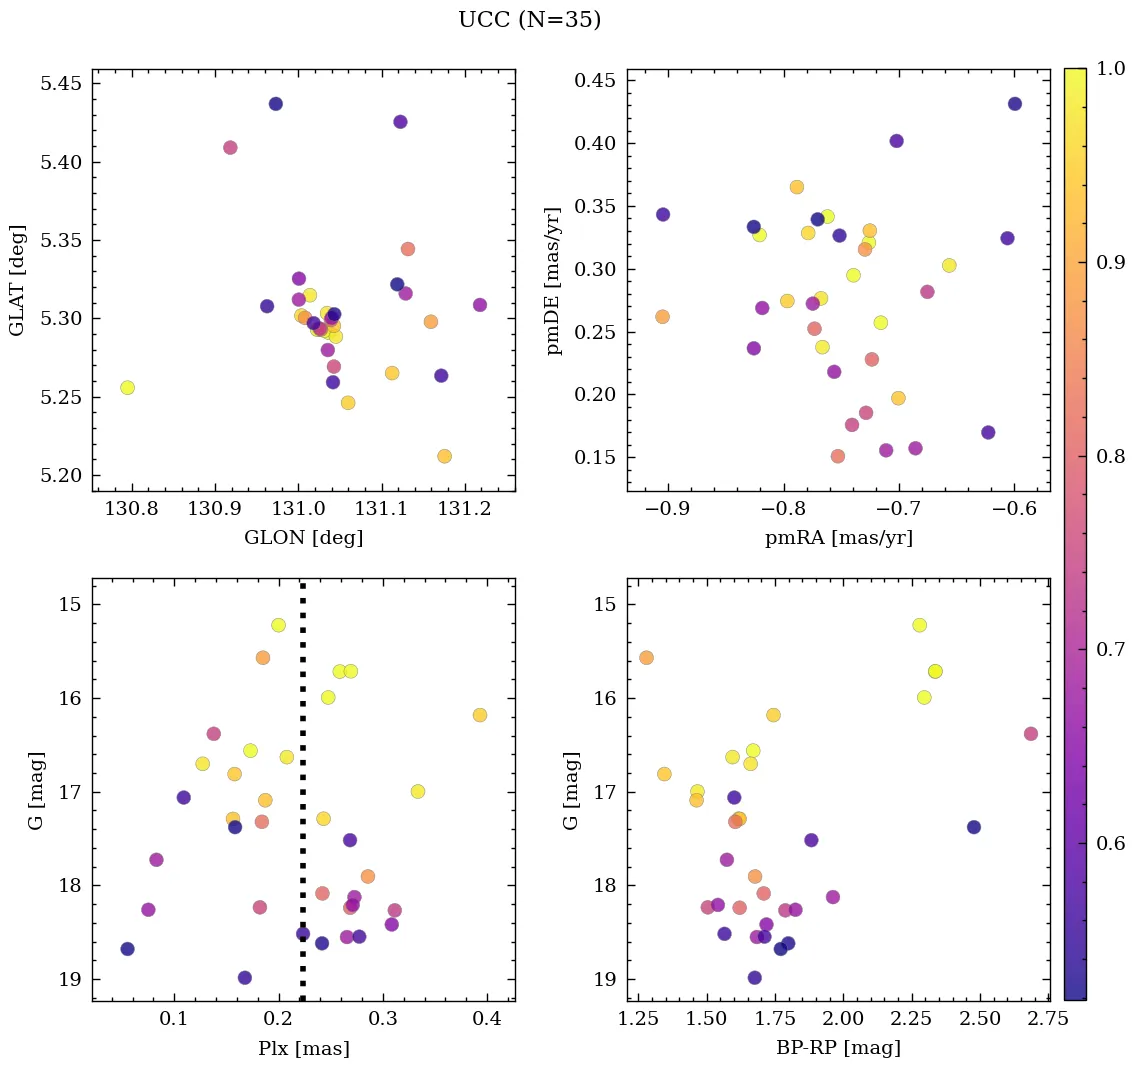 UCC (N=35)
5.45
5.40
5.35
5.30
5.25
5.20
GLAT [deg]
130.8 130.9 131.0 131.1 131.2
GLON [deg]
0.45
0.40
0.35
0.30
0.25
0.20
0.15
pmDE [mas/yr]
−0.9 −0.8 −0.7 −0.6
pmRA [mas/yr]
15
16
17
18
19
G [mag]
0.1 0.2 0.3 0.4
Plx [mas]
15
16
17
18
19
G [mag]
1.25 1.50 1.75 2.00 2.25 2.50 2.75
BP-RP [mag]
1.0
0.9
0.8
0.7
0.6